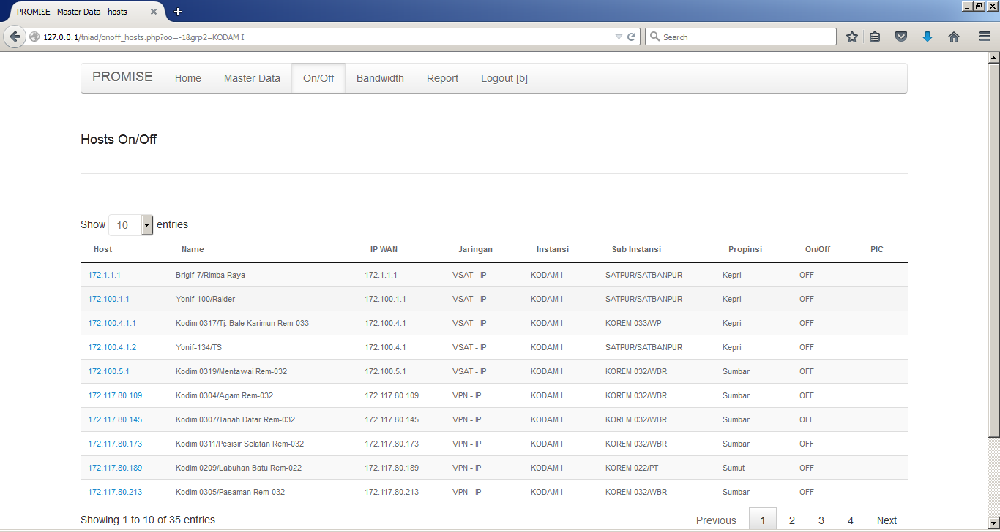 PROMISE - Master Data - hosts
127.0.0.1/tniad/onoff_hosts.php?oo=-1&grp2=KODAM I
Search
PROMISE Home Master Data On/Off Bandwidth Report Logout [b]
Hosts On/Off
Show 10 entries
Host Name IP WAN Jaringan Instansi Sub Instansi Propinsi On/Off PIC
172.1.1.1 Brigif-7/Rimba Raya 172.1.1.1 VSAT - IP KODAM I SATPUR/SATBANPUR Kepri OFF
172.100.1.1 Yonif-100/Raider 172.100.1.1 VSAT - IP KODAM I SATPUR/SATBANPUR Kepri OFF
172.100.4.1.1 Kodim 0317/Tj. Bale Karimun Rem-033 172.100.4.1 VSAT - IP KODAM I KOREM 033/WP Kepri OFF
172.100.4.1.2 Yonif-134/TS 172.100.4.1 VSAT - IP KODAM I SATPUR/SATBANPUR Kepri OFF
172.100.5.1 Kodim 0319/Mentawai Rem-032 172.100.5.1 VSAT - IP KODAM I KOREM 032/WBR Sumbar OFF
172.117.80.109 Kodim 0304/Agam Rem-032 172.117.80.109 VPN - IP KODAM I KOREM 032/WBR Sumbar OFF
172.117.80.145 Kodim 0307/Tanah Datar Rem-032 172.117.80.145 VPN - IP KODAM I KOREM 032/WBR Sumbar OFF
172.117.80.173 Kodim 0311/Pesisir Selatan Rem-032 172.117.80.173 VPN - IP KODAM I KOREM 032/WBR Sumbar OFF
172.117.80.189 Kodim 0209/Labuhan Batu Rem-022 172.117.80.189 VPN - IP KODAM I KOREM 022/PT Sumut OFF
172.117.80.213 Kodim 0305/Pasaman Rem-032 172.117.80.213 VPN - IP KODAM I KOREM 032/WBR Sumbar OFF
Showing 1 to 10 of 35 entries Previous 1 2 3 4 Next